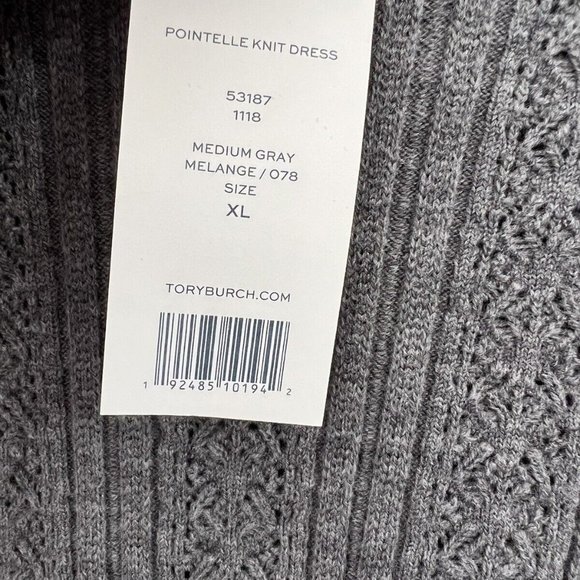 POINTELLE KNIT DRESS
53187
1118
MEDIUM GRAY
MELANGE / 078
SIZE
XL
TORYBURCH.COM
1 92485 10194 2